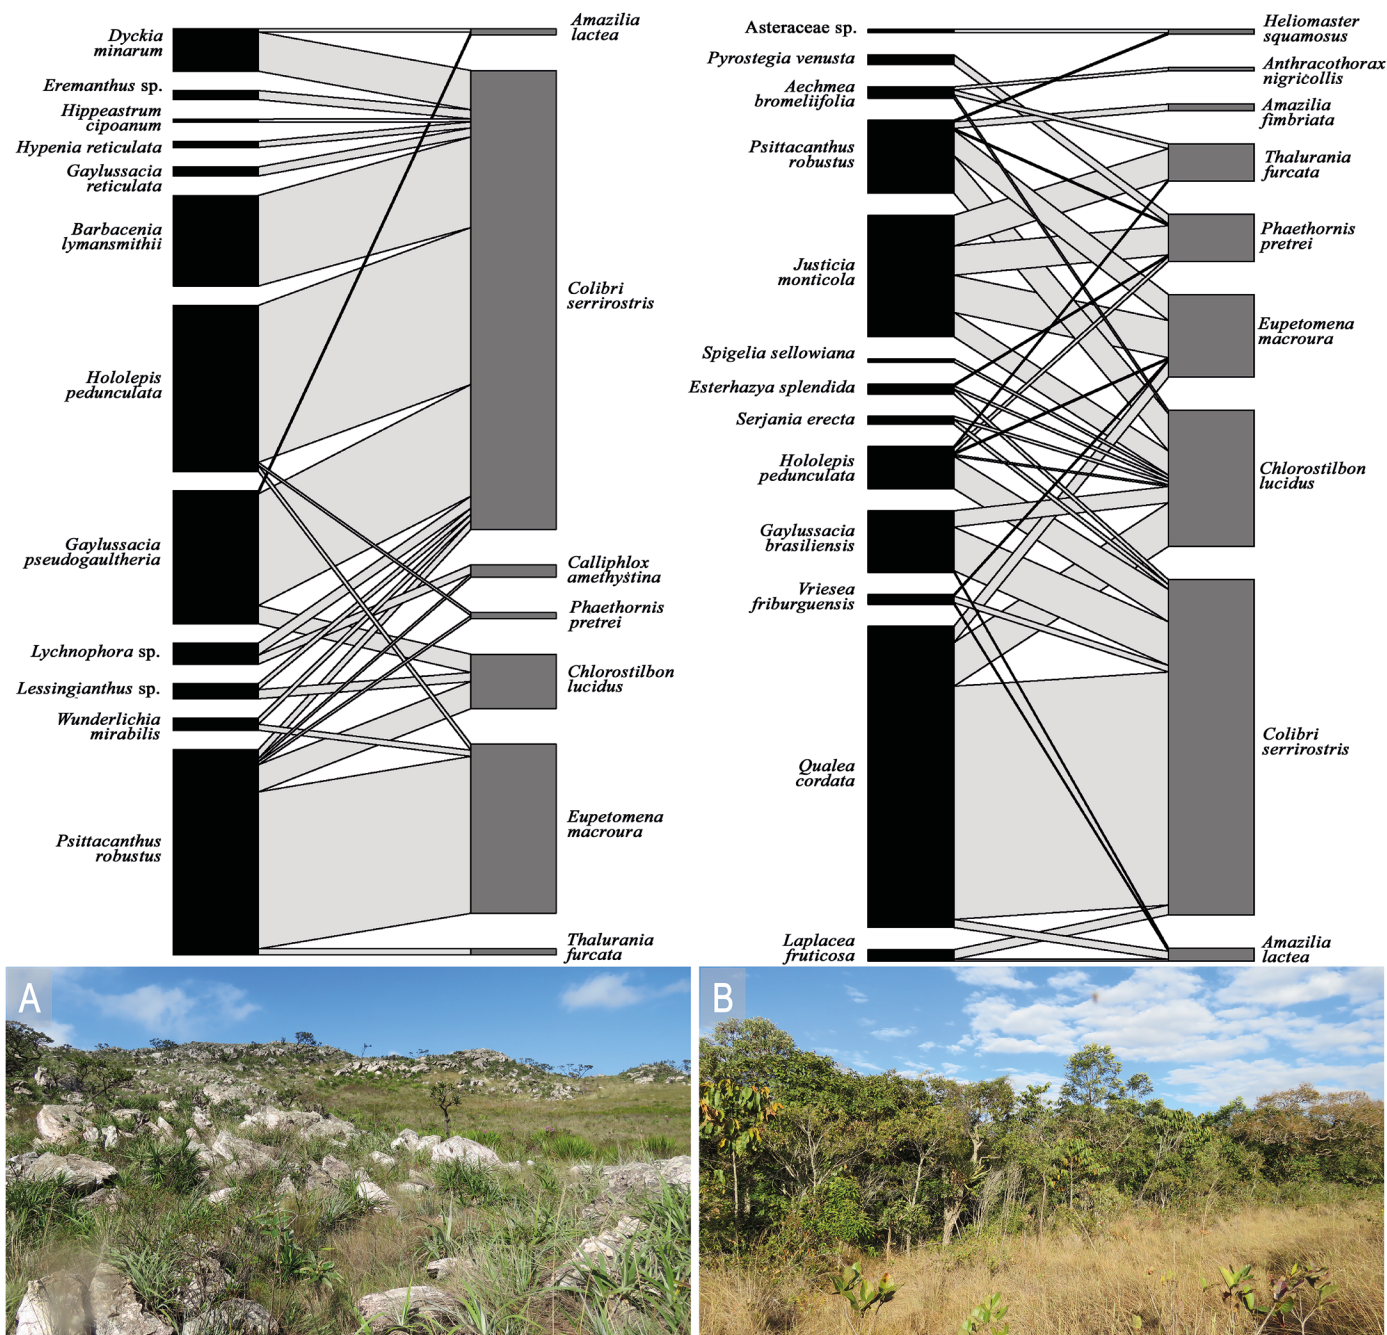 Dyckia
minarum
Eremanthus sp.
Hippeastrum
cipoanum
Hypenia reticulata
Gaylussacia
reticulata
Barbacenia
lymansmithii
Hololepis
pedunculata
Gaylussacia
pseudogaultheria
Lychnophora sp.
Lessingianthus sp.
Wunderlichia
mirabilis
Psittacanthus
robustus
Amazilia
lactea
Colibri
serrirostris
Calliphlox
amethystina
Phaethornis
pretrei
Chlorostilbon
lucidus
Eupetomena
macroura
Thalurania
furcata
Asteraceae sp.
Pyrostegia venusta
Aechmea
bromeliifolia
Psittacanthus
robustus
Justicia
monticola
Spigelia sellowiana
Esterhazya splendida
Serjania erecta
Hololepis
pedunculata
Gaylussacia
brasiliensis
Vriesea
friburguensis
Qualea
cordata
Laplacea
fruticosa
Heliomaster
squamosus
Anthracothorax
nigricollis
Amazilia
fimbriata
Thalurania
furcata
Phaethornis
pretrei
Eupetomena
macroura
Chlorostilbon
lucidus
Colibri
serrirostris
Amazilia
lactea
A
B